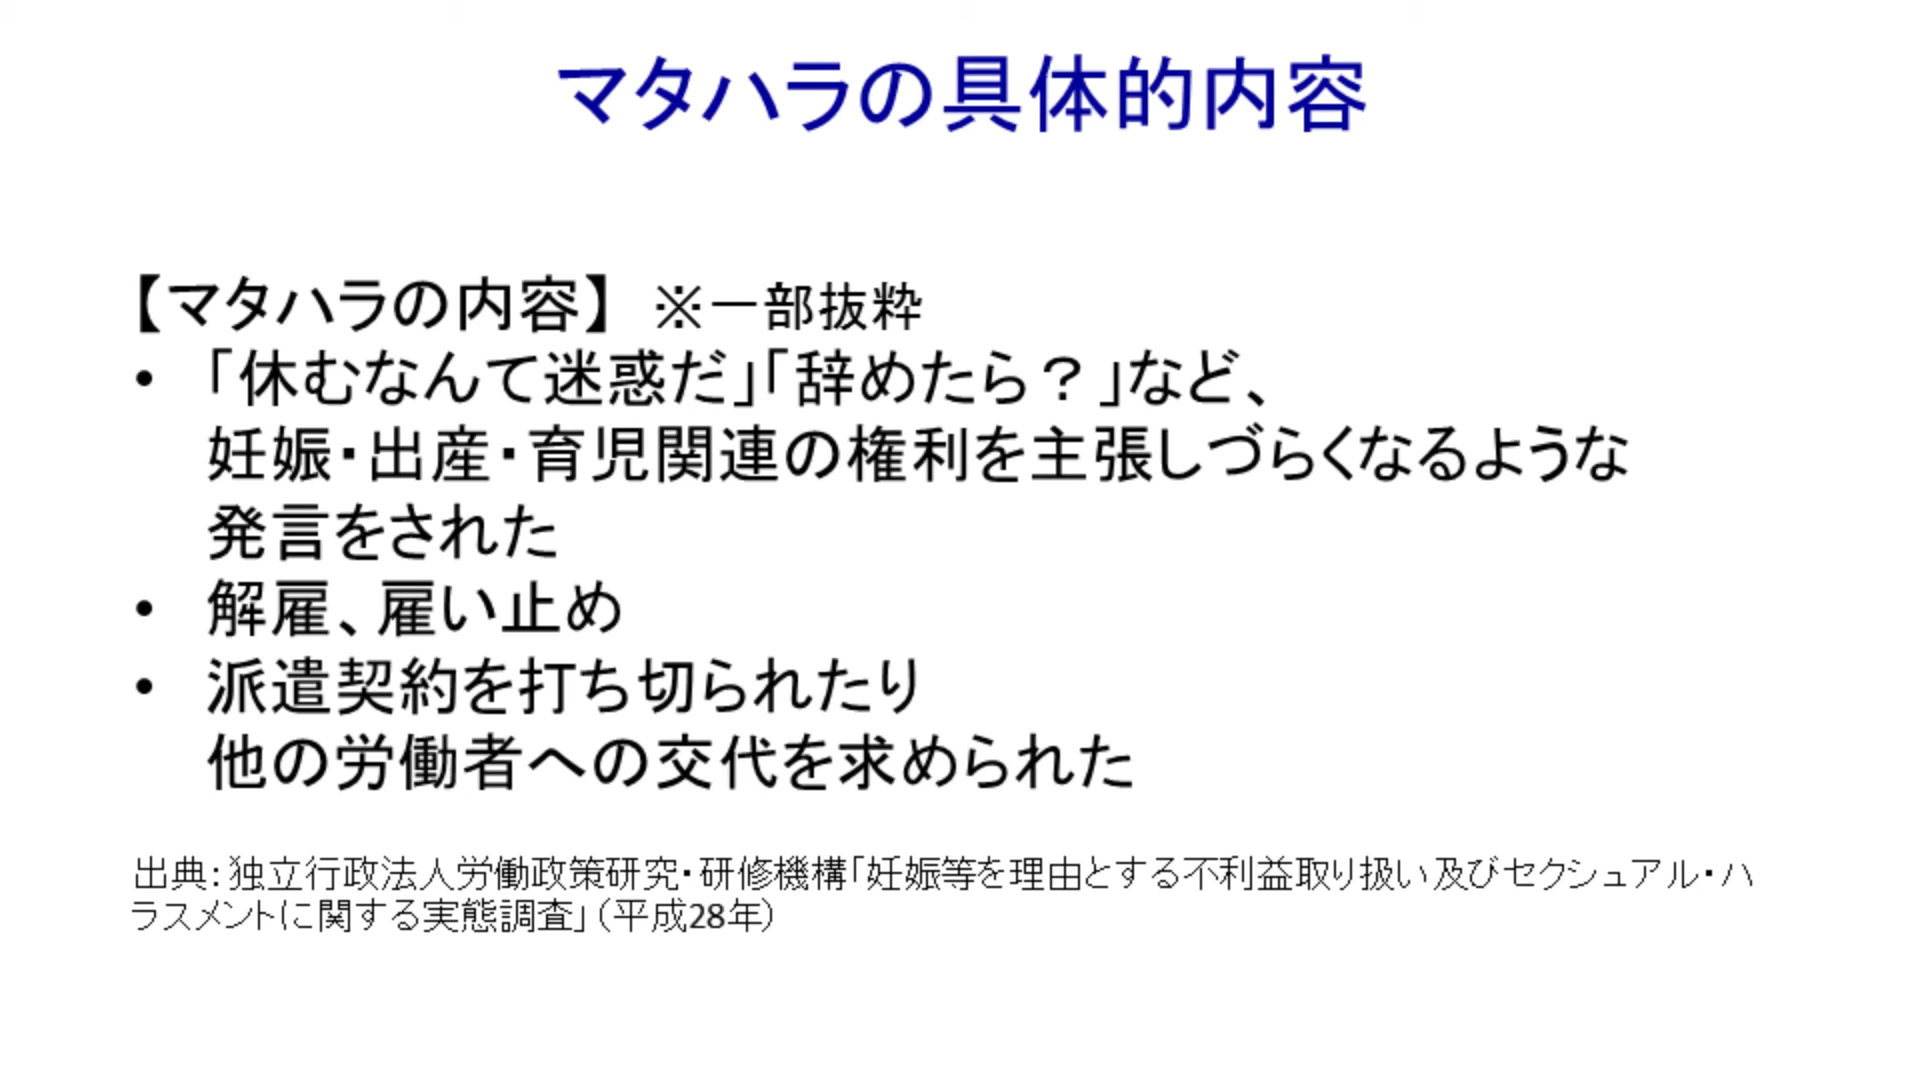 マタハラの具体的内容
【マタハラの内容】 ※一部抜粋
• 「休むなんて迷惑だ」「辞めたら？」など、
妊娠・出産・育児関連の権利を主張しづらくなるような
発言をされた
• 解雇、雇い止め
• 派遣契約を打ち切られたり
他の労働者への交代を求められた
出典：独立行政法人労働政策研究・研修機構「妊娠等を理由とする不利益取り扱い及びセクシュアル・ハ
ラスメントに関する実態調査」（平成28年）